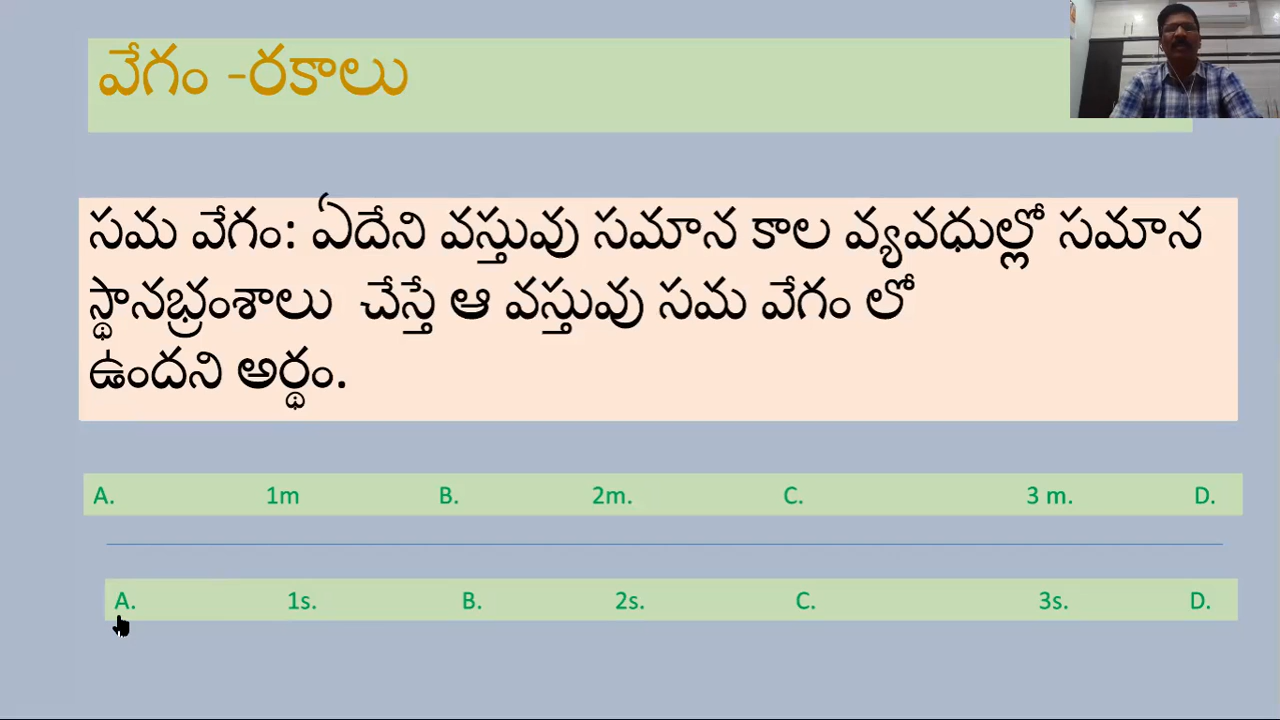 వేగం -రకాలు
సమ వేగం: ఏదేని వస్తువు సమాన కాల వ్యవధుల్లో సమాన
స్థానభ్రంశాలు చేస్తే ఆ వస్తువు సమ వేగం లో
ఉందని అర్థం.
A. 1m B. 2m. C. 3 m. D.
A. 1s. B. 2s. C. 3s. D.